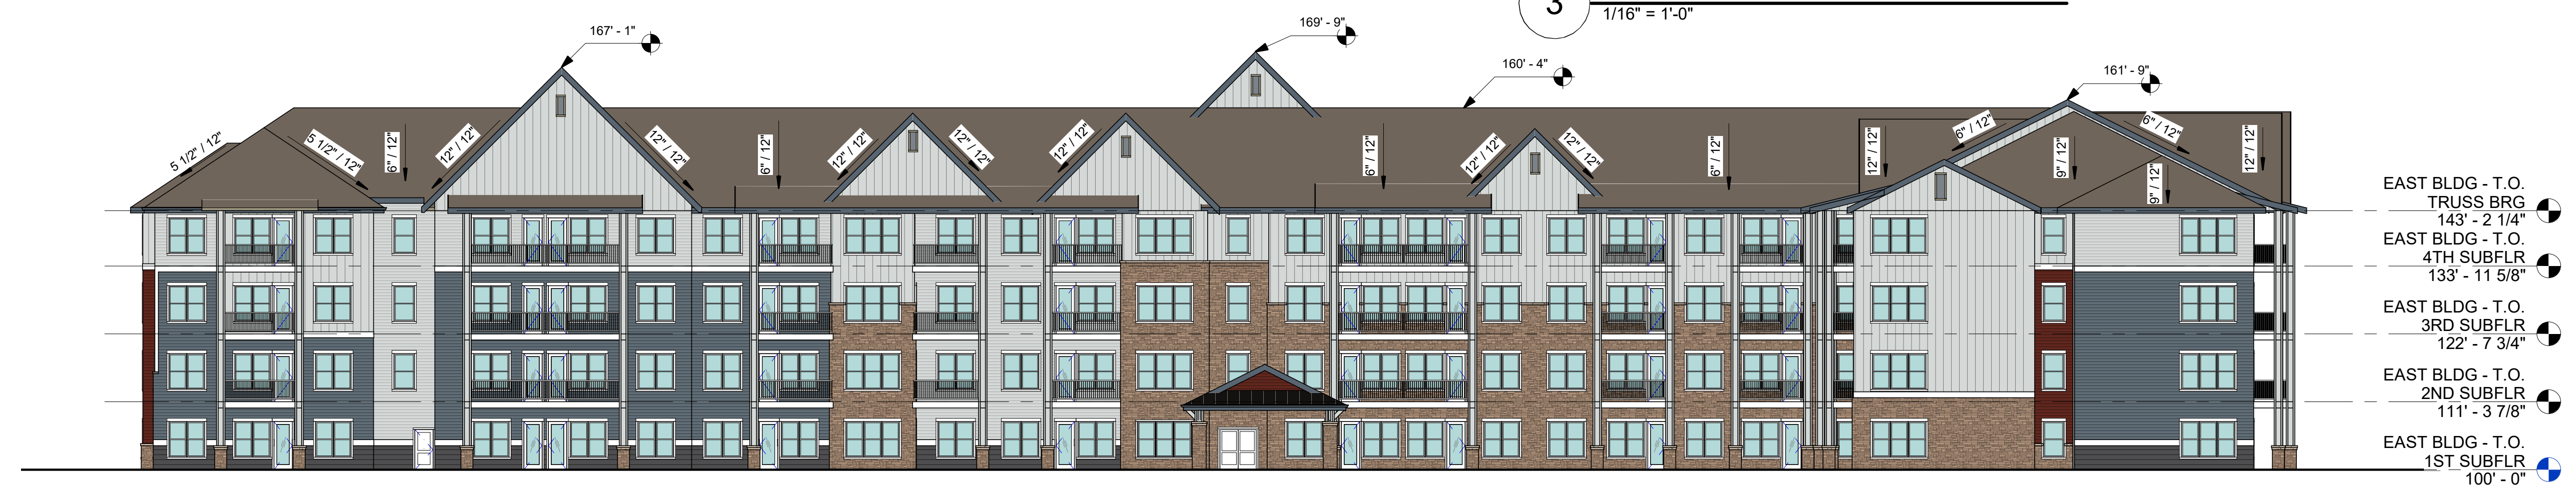 3
1/16" = 1'-0"
167' - 1"
169' - 9"
160' - 4"
161' - 9"
5 1/2" / 12"
5 1/2" / 12"
6" / 12"
12" / 12"
12" / 12"
6" / 12"
12" / 12"
12" / 12"
12" / 12"
6" / 12"
12" / 12"
12" / 12"
6" / 12"
12" / 12"
6" / 12"
9" / 12"
6" / 12"
9" / 12"
12" / 12"
EAST BLDG - T.O.
TRUSS BRG
143' - 2 1/4"
EAST BLDG - T.O.
4TH SUBFLR
133' - 11 5/8"
EAST BLDG - T.O.
3RD SUBFLR
122' - 7 3/4"
EAST BLDG - T.O.
2ND SUBFLR
111' - 3 7/8"
EAST BLDG - T.O.
1ST SUBFLR
100' - 0"